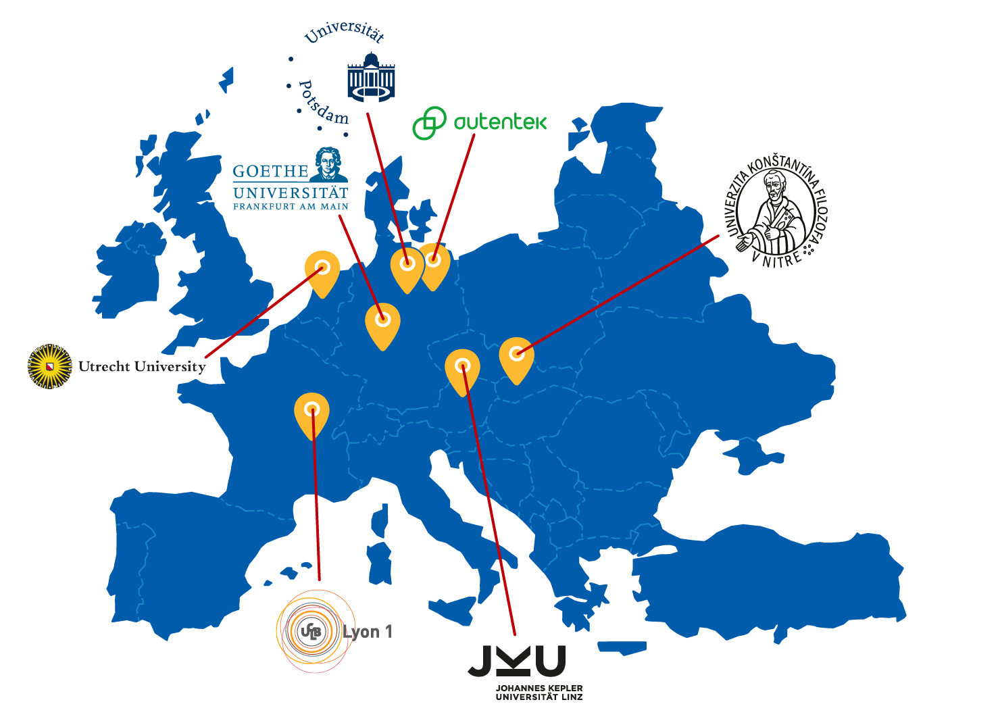 Universität
Potsdam
autentek
GOETHE
UNIVERSITÄT
FRANKFURT AM MAIN
UNIVERZITA KONŠTANTÍNA FILOZOFA
V NITRE
Utrecht University
UCLB
Lyon 1
JKU
JOHANNES KEPLER
UNIVERSITÄT LINZ